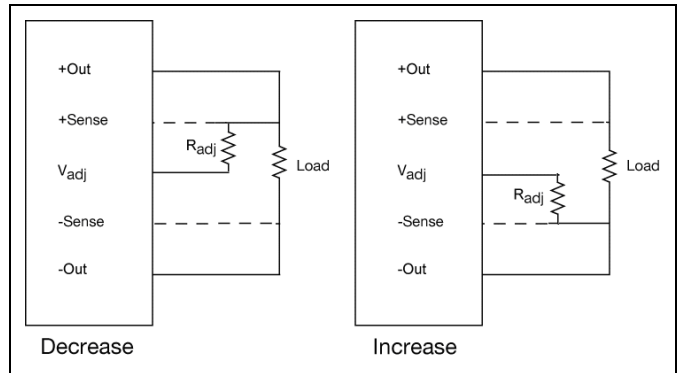 +Out
+Sense
Radj
Vadj
Load
-Sense
-Out
Decrease
+Out
+Sense
Vadj
Load
Radj
-Sense
-Out
Increase